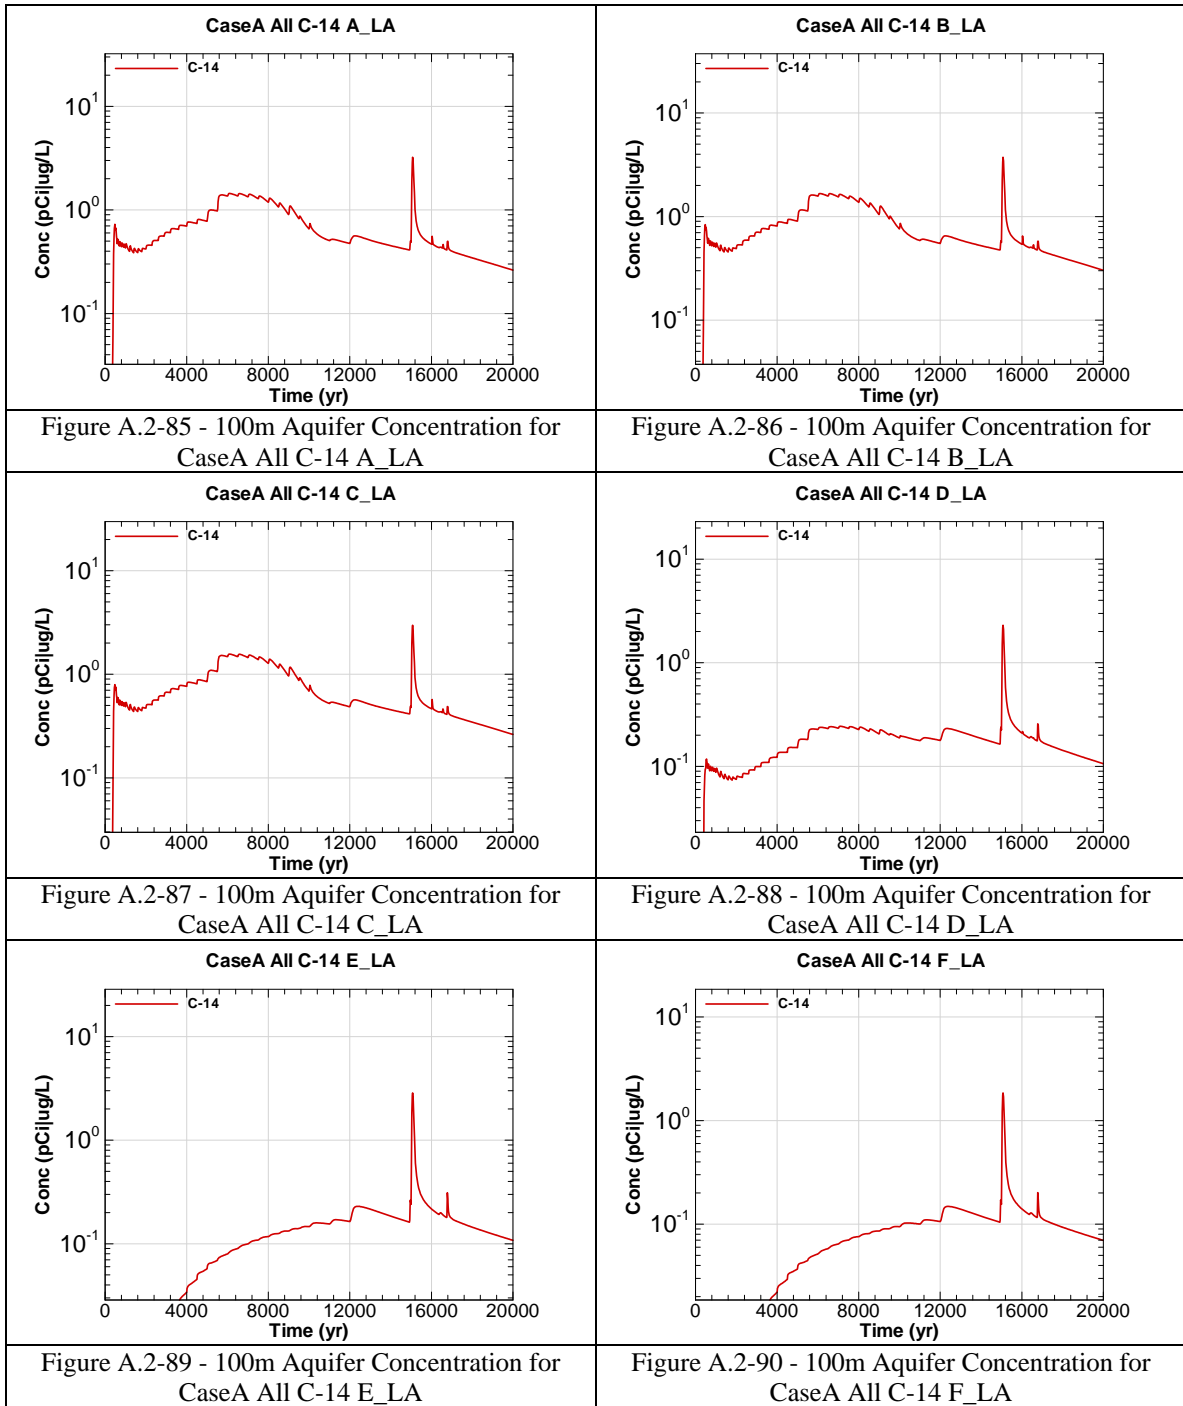 CaseA All C-14 A_LA
C-14
10^1
10^0
10^-1
Conc (pCi|ug/L)
0 4000 8000 12000 16000 20000
Time (yr)
Figure A.2-85 - 100m Aquifer Concentration for
CaseA All C-14 A_LA
CaseA All C-14 B_LA
C-14
10^1
10^0
10^-1
Conc (pCi|ug/L)
0 4000 8000 12000 16000 20000
Time (yr)
Figure A.2-86 - 100m Aquifer Concentration for
CaseA All C-14 B_LA
CaseA All C-14 C_LA
C-14
10^1
10^0
10^-1
Conc (pCi|ug/L)
0 4000 8000 12000 16000 20000
Time (yr)
Figure A.2-87 - 100m Aquifer Concentration for
CaseA All C-14 C_LA
CaseA All C-14 D_LA
C-14
10^1
10^0
10^-1
Conc (pCi|ug/L)
0 4000 8000 12000 16000 20000
Time (yr)
Figure A.2-88 - 100m Aquifer Concentration for
CaseA All C-14 D_LA
CaseA All C-14 E_LA
C-14
10^1
10^0
10^-1
Conc (pCi|ug/L)
0 4000 8000 12000 16000 20000
Time (yr)
Figure A.2-89 - 100m Aquifer Concentration for
CaseA All C-14 E_LA
CaseA All C-14 F_LA
C-14
10^1
10^0
10^-1
Conc (pCi|ug/L)
0 4000 8000 12000 16000 20000
Time (yr)
Figure A.2-90 - 100m Aquifer Concentration for
CaseA All C-14 F_LA